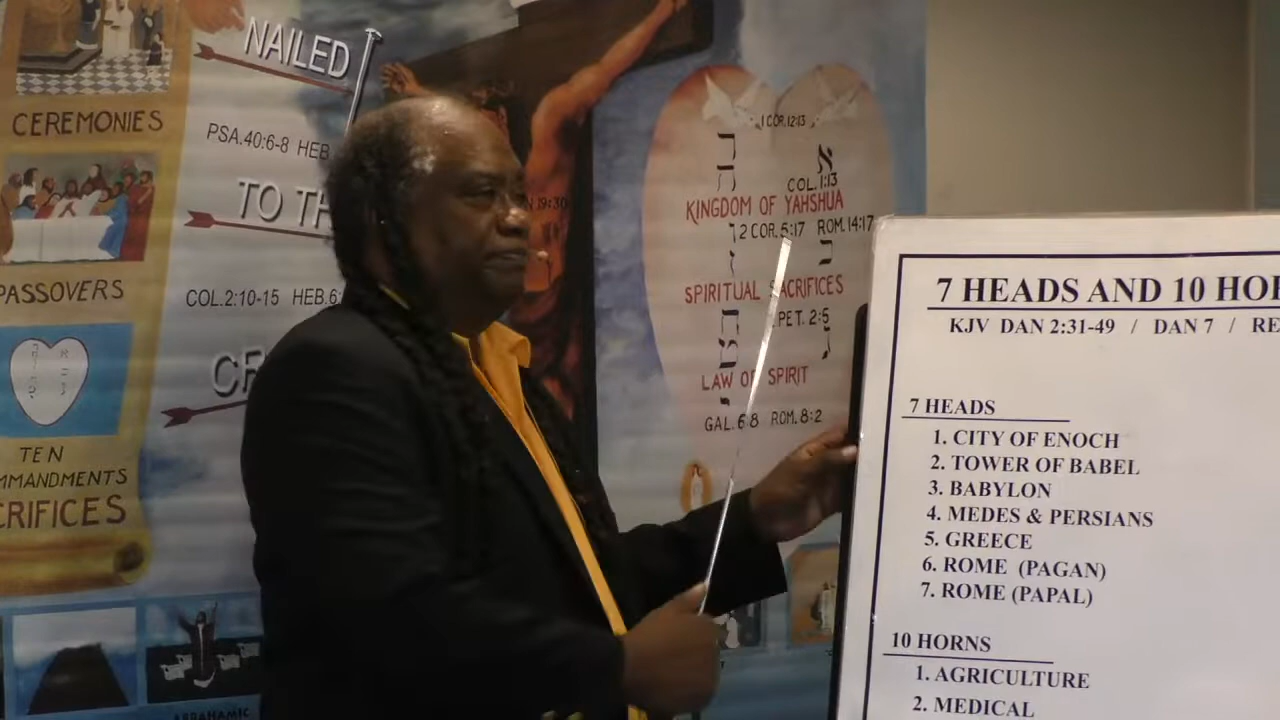 NAILED
CEREMONIES
PSA.40:6-8 HEB
TO TH
PASSOVERS
COL.2:10-15 HEB.6:
TEN
MMANDMENTS
CRIFICES
N 19:30
1 COR.12:13
COL.1:13
KINGDOM OF YAHSHUA
2 COR.5:17 ROM.14:17
SPIRITUAL SACRIFICES
PET. 2:5
LAW OF SPIRIT
GAL.6:8 ROM.8:2
ABRAHAMIC
7 HEADS AND 10 HOR
KJV DAN 2:31-49 / DAN 7 / RE
7 HEADS
1. CITY OF ENOCH
2. TOWER OF BABEL
3. BABYLON
4. MEDES & PERSIANS
5. GREECE
6. ROME (PAGAN)
7. ROME (PAPAL)
10 HORNS
1. AGRICULTURE
2. MEDICAL